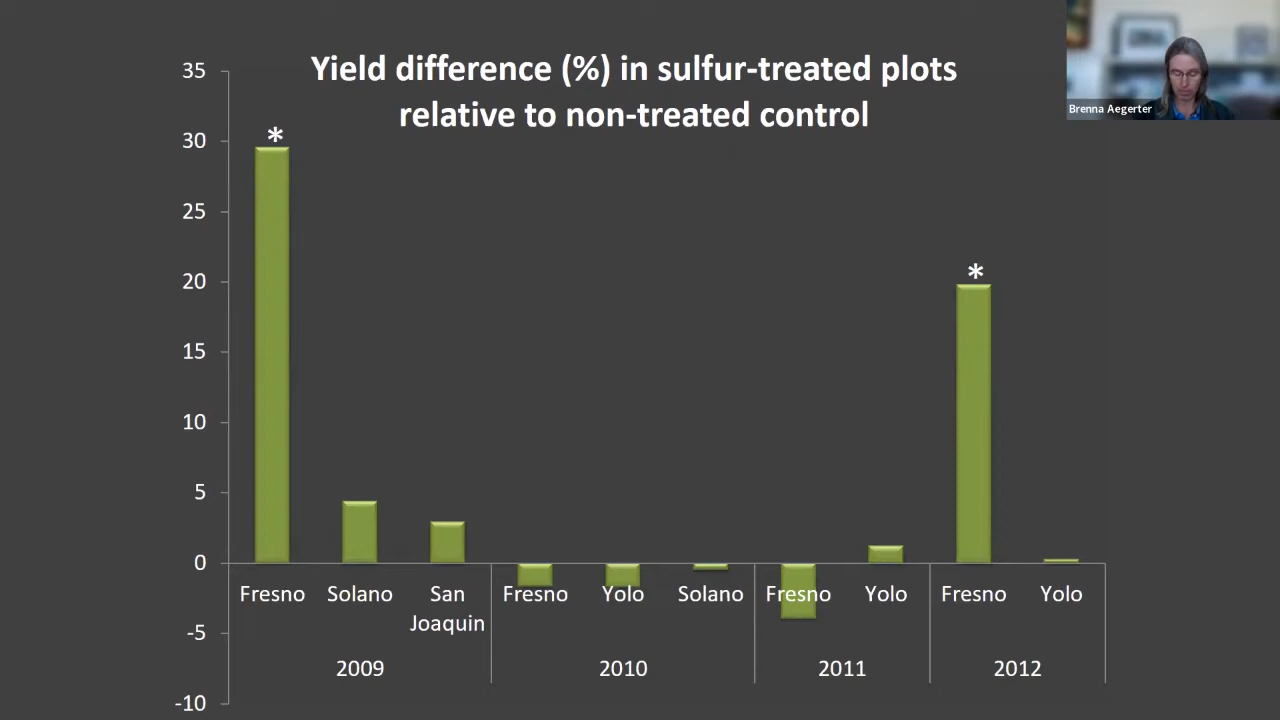 Yield difference (%) in sulfur-treated plots
relative to non-treated control
Brenna Aegerter
35
30
25
20
15
10
5
0
-5
-10
*
*
Fresno
Solano
San
Joaquin
Fresno
Yolo
Solano
Fresno
Yolo
Fresno
Yolo
2009
2010
2011
2012